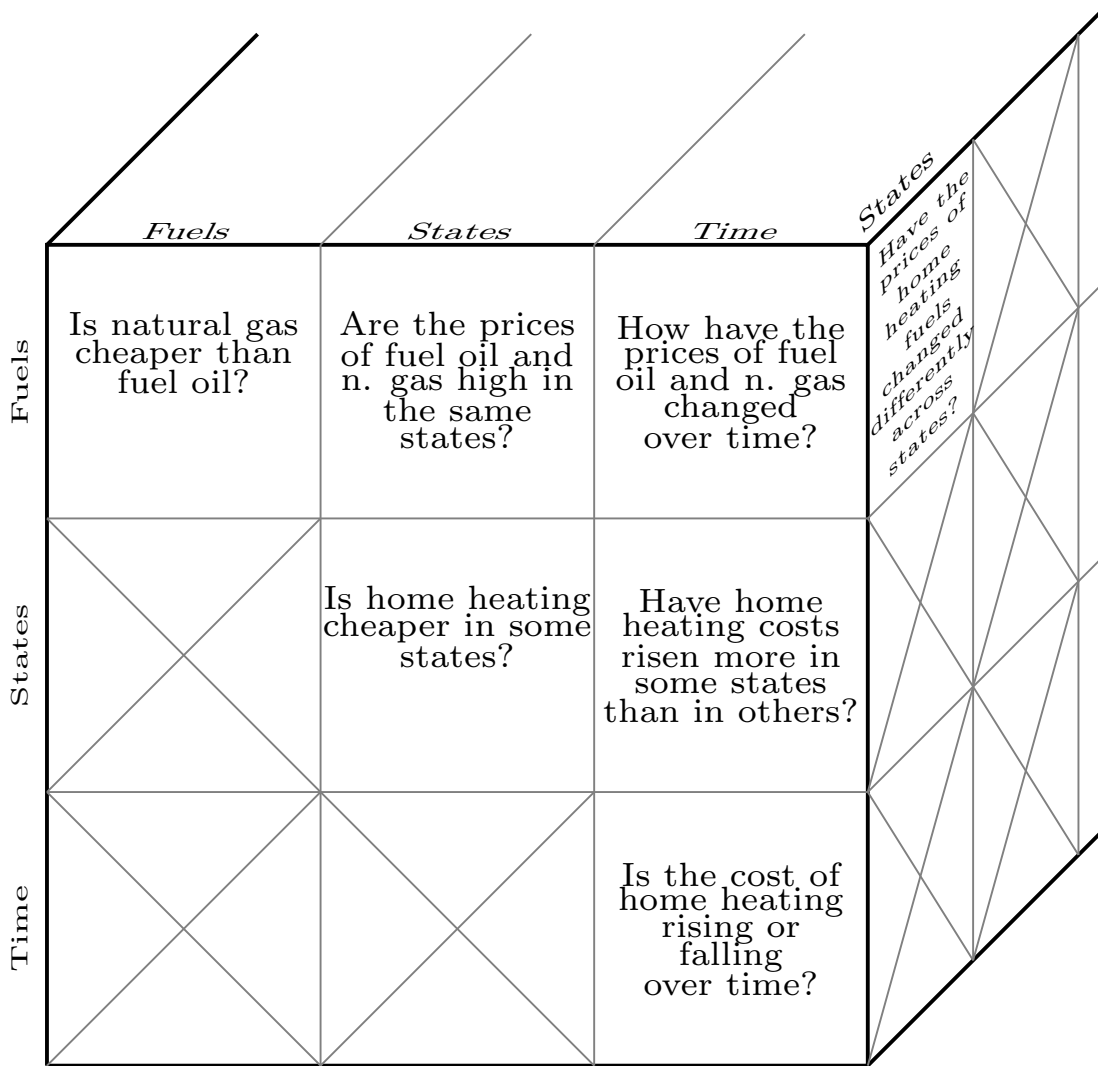 States
Fuels
States
Time
Have the
prices of
home
heating
fuels
changed
differently
across
states?
Fuels
Is natural gas
cheaper than
fuel oil?
Are the prices
of fuel oil and
n. gas high in
the same
states?
How have the
prices of fuel
oil and n. gas
changed
over time?
States
Is home heating
cheaper in some
states?
Have home
heating costs
risen more in
some states
than in others?
Time
Is the cost of
home heating
rising or
falling
over time?